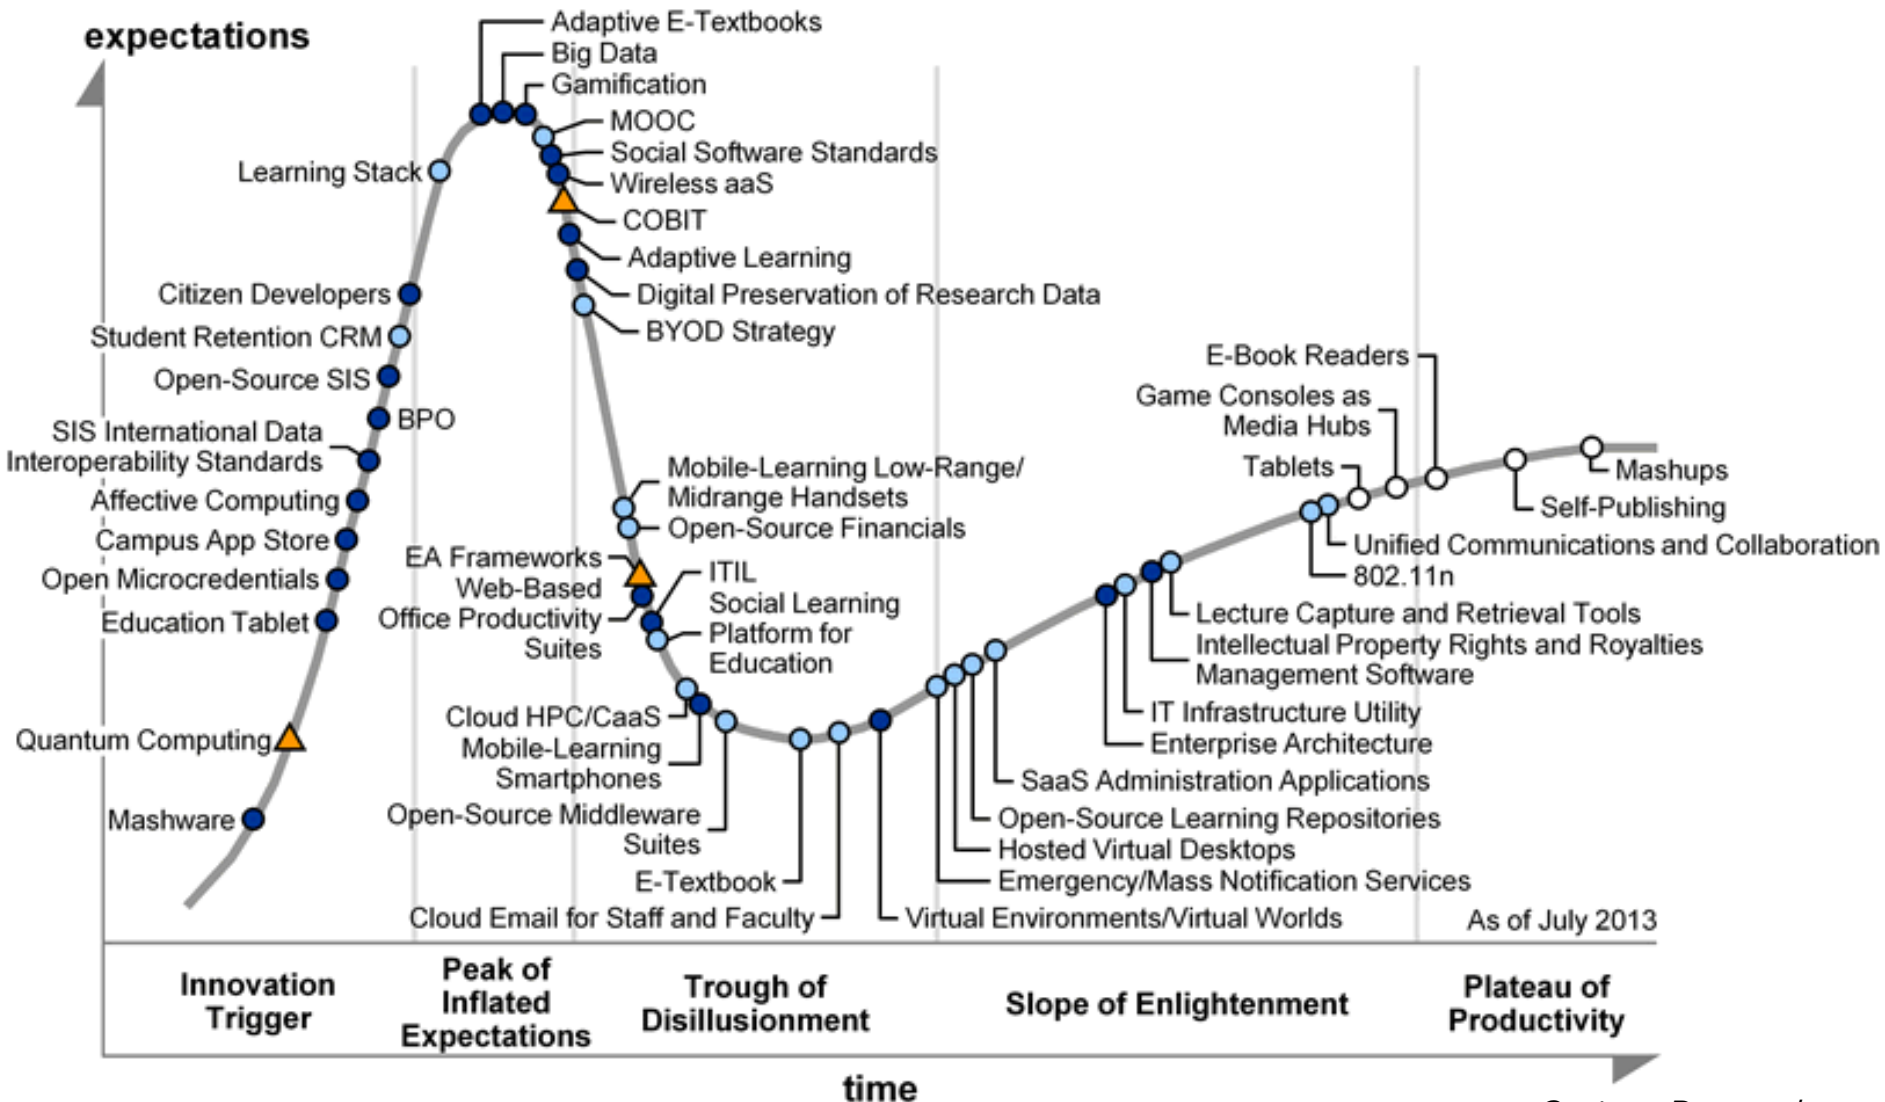 expectations
Adaptive E-Textbooks
Big Data
Gamification
MOOC
Social Software Standards
Wireless aaS
COBIT
Adaptive Learning
Digital Preservation of Research Data
BYOD Strategy
Learning Stack
Citizen Developers
Student Retention CRM
Open-Source SIS
BPO
SIS International Data
Interoperability Standards
Affective Computing
Campus App Store
Open Microcredentials
Education Tablet
Quantum Computing
Mashware
Mobile-Learning Low-Range/
Midrange Handsets
Open-Source Financials
EA Frameworks
Web-Based
Office Productivity
Suites
ITIL
Social Learning
Platform for
Education
Cloud HPC/CaaS
Mobile-Learning
Smartphones
Open-Source Middleware
Suites
E-Textbook
Cloud Email for Staff and Faculty
E-Book Readers
Game Consoles as
Media Hubs
Tablets
Mashups
Self-Publishing
Unified Communications and Collaboration
802.11n
Lecture Capture and Retrieval Tools
Intellectual Property Rights and Royalties
Management Software
IT Infrastructure Utility
Enterprise Architecture
SaaS Administration Applications
Open-Source Learning Repositories
Hosted Virtual Desktops
Emergency/Mass Notification Services
Virtual Environments/Virtual Worlds
As of July 2013
Innovation
Trigger
Peak of
Inflated
Expectations
Trough of
Disillusionment
Slope of Enlightenment
Plateau of
Productivity
time